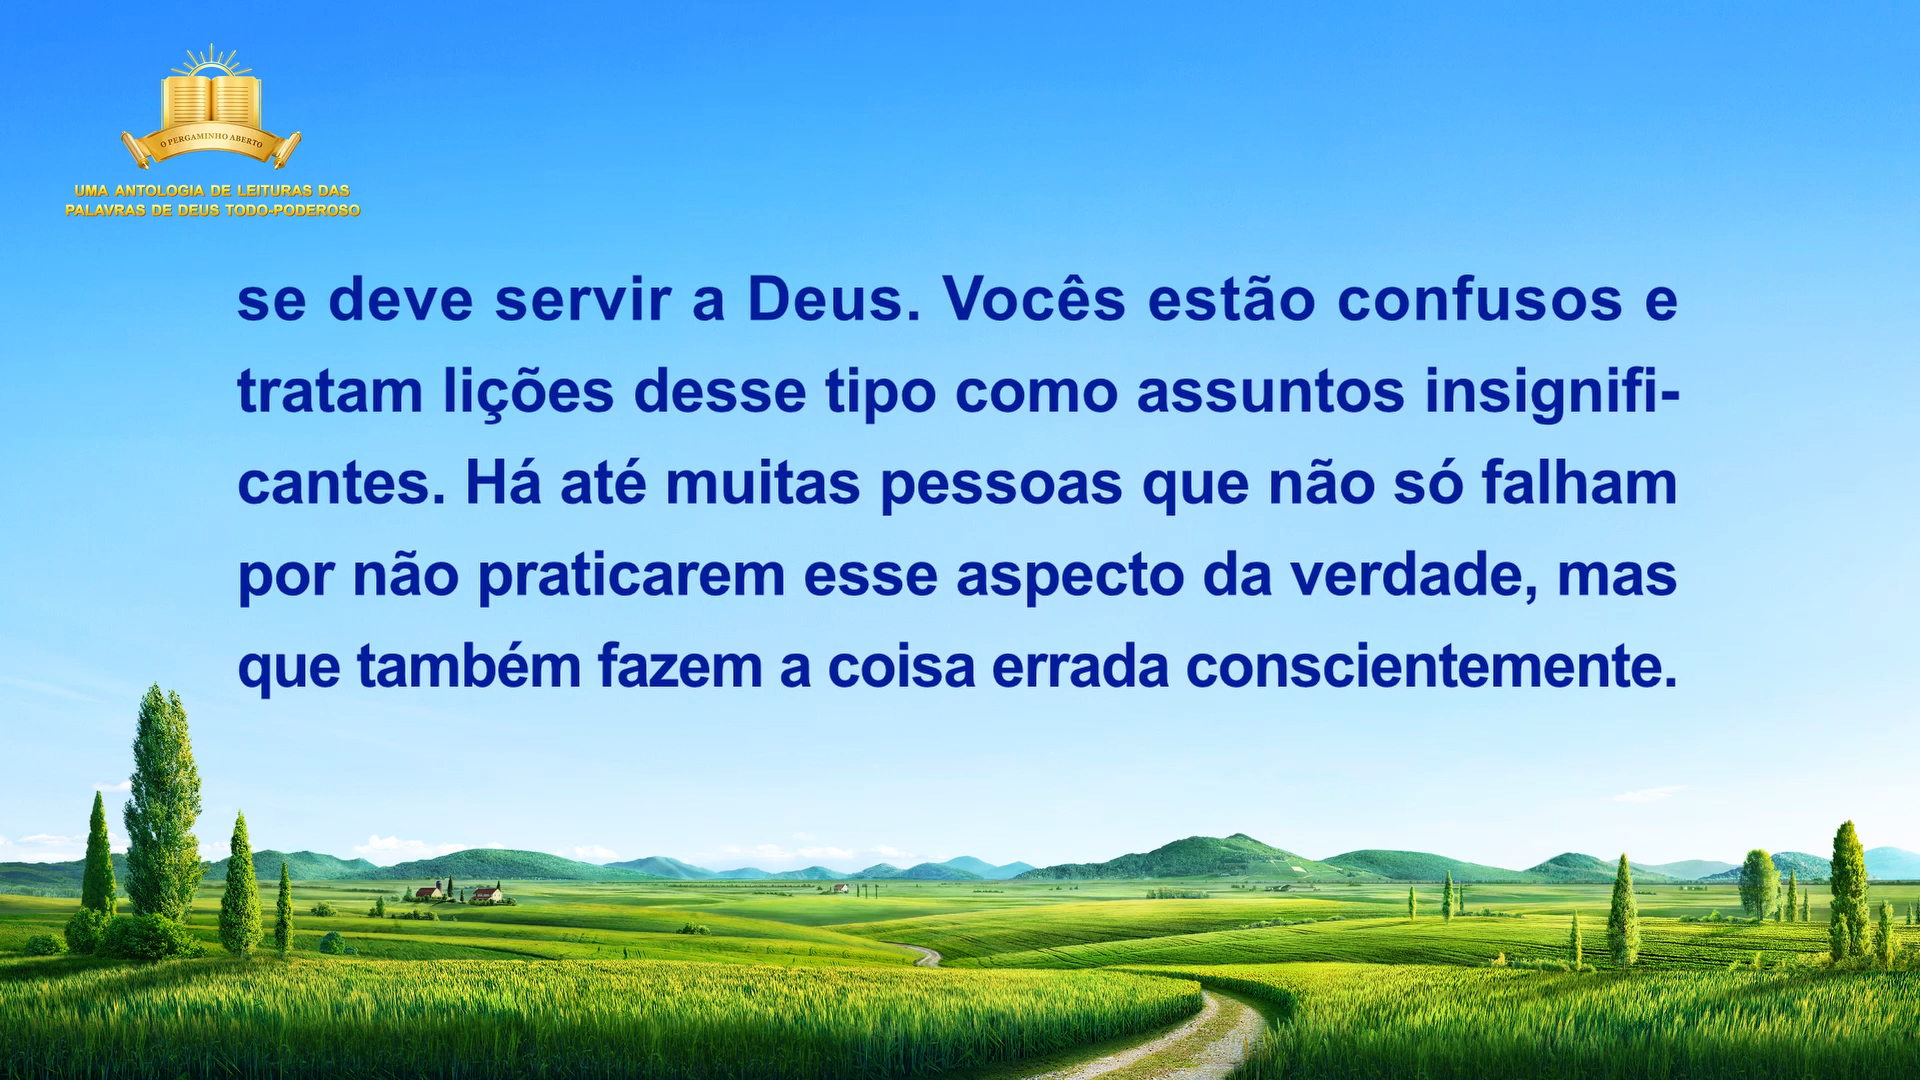 O PERGAMINHO ABERTO
UMA ANTOLOGIA DE LEITURAS DAS
PALAVRAS DE DEUS TODO-PODEROSO
se deve servir a Deus. Vocês estão confusos e
tratam lições desse tipo como assuntos insignifi-
cantes. Há até muitas pessoas que não só falham
por não praticarem esse aspecto da verdade, mas
que também fazem a coisa errada conscientemente.